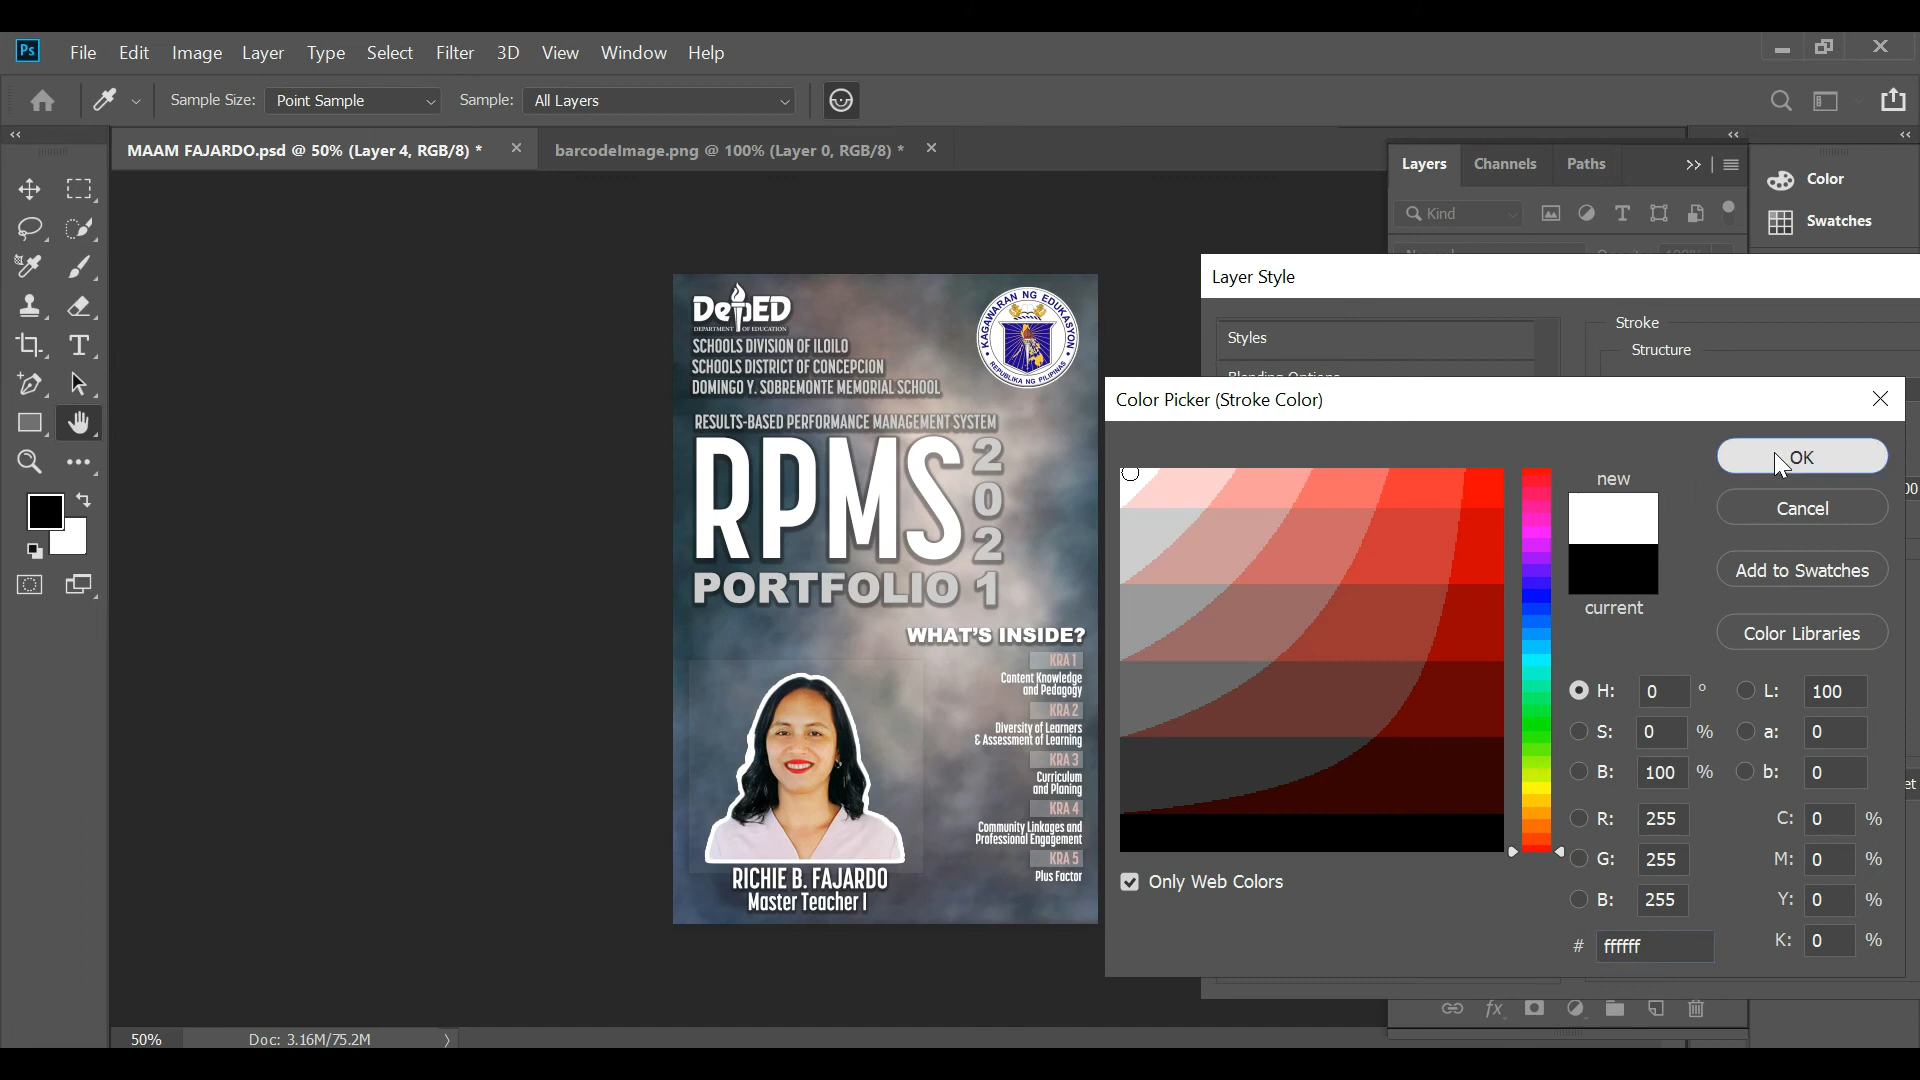 Ps File Edit Image Layer Type Select Filter 3D View Window Help
Sample Size: Point Sample Sample: All Layers
MAAM FAJARDO.psd @ 50% (Layer 4, RGB/8) *
barcodeImage.png @ 100% (Layer 0, RGB/8) *
Layers Channels Paths
Kind
Color
Swatches
DepED
DEPARTMENT OF EDUCATION
SCHOOLS DIVISION OF ILOILO
SCHOOLS DISTRICT OF CONCEPCION
DOMINGO Y. SOBREMONTE MEMORIAL SCHOOL
KAGAWARAN NG EDUKASYON
REPUBLIKA NG PILIPINAS
RESULTS-BASED PERFORMANCE MANAGEMENT SYSTEM
RPMS
2021
PORTFOLIO
WHAT'S INSIDE?
KRA 1
Content Knowledge
and Pedagogy
KRA 2
Diversity of Learners
& Assessment of Learning
KRA 3
Curriculum
and Planing
KRA 4
Community Linkages and
Professional Engagement
KRA 5
Plus Factor
RICHIE B. FAJARDO
Master Teacher I
Layer Style
Styles
Blending Options
Stroke
Structure
Color Picker (Stroke Color)
new
current
OK
Cancel
Add to Swatches
Color Libraries
H: 0 °
S: 0 %
B: 100 %
R: 255
G: 255
B: 255
# ffffff
L: 100
a: 0
b: 0
C: 0 %
M: 0 %
Y: 0 %
K: 0 %
Only Web Colors
fx
50% Doc: 3.16M/75.2M